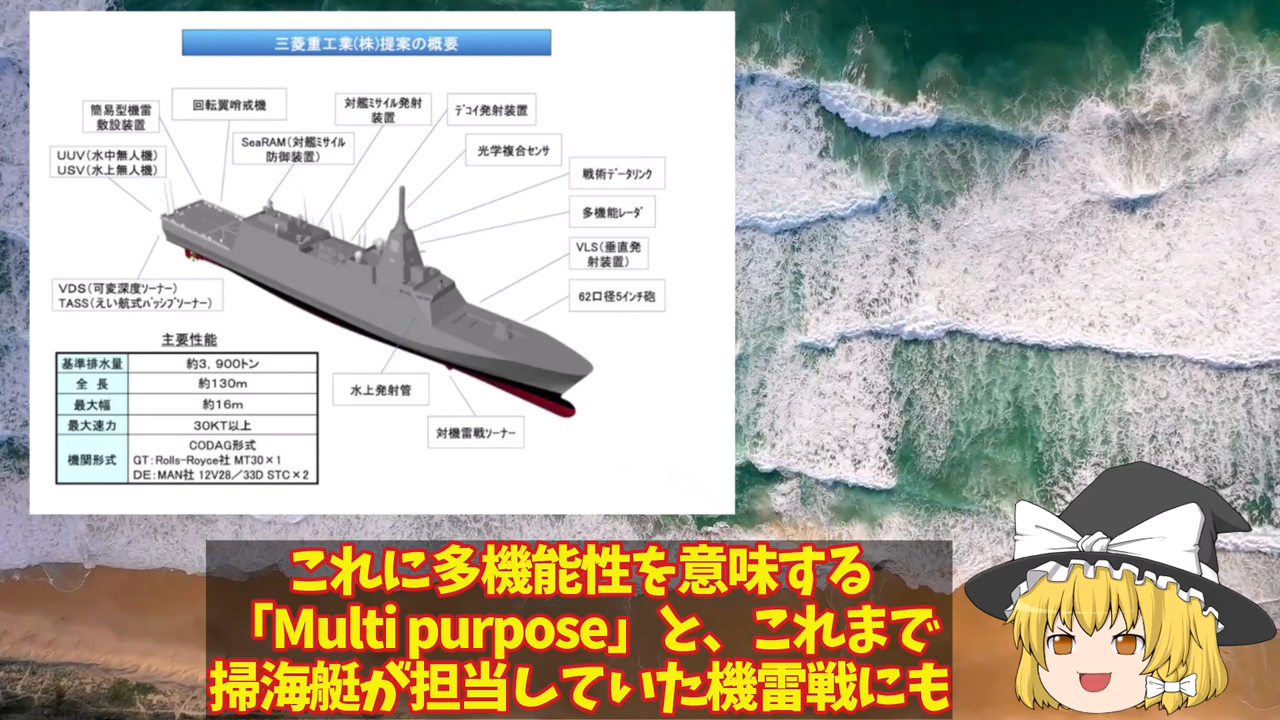 三菱重工業(株)提案の概要
簡易型機雷
敷設装置
回転翼哨戒機
対艦ミサイル発射
装置
デコイ発射装置
UUV(水中無人機)
USV(水上無人機)
SeaRAM(対艦ミサイル
防御装置)
光学複合センサ
戦術データリンク
多機能レーダ
VLS(垂直発
射装置)
62口径5インチ砲
VDS(可変深度ソーナー)
TASS(えい航式パッシブソーナー)
水上発射管
対機雷戦ソーナー
主要性能
基準排水量 約3,900トン
全 長 約130m
最大幅 約16m
最大速力 30KT以上
機関形式 CODAG形式
GT:Rolls-Royce社 MT30×1
DE:MAN社 12V28/33D STC×2
これに多機能性を意味する
「Multi purpose」と、これまで
掃海艇が担当していた機雷戦にも